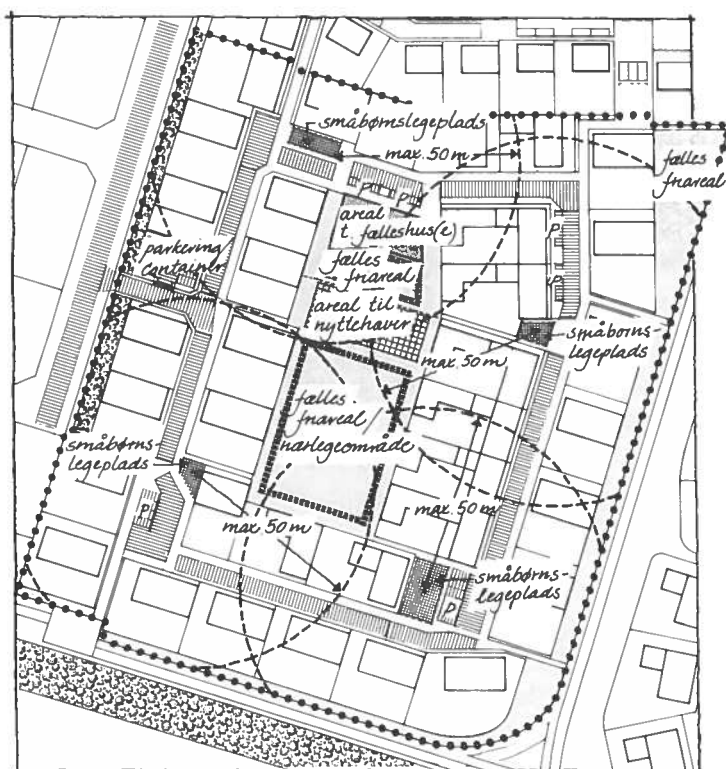 småbørnslegeplads
max. 50 m
fælles
friareal
P
P
P
areal
t. fælleshus(e)
P
parkering
container
fælles
friareal
P
areal til
nyttehaver
småbørns-
legeplads
max. 50 m
fælles
friareal/
nærlegeområde
småbørns-
legeplads
P
max. 50 m
max. 50 m
småbørns-
legeplads
P